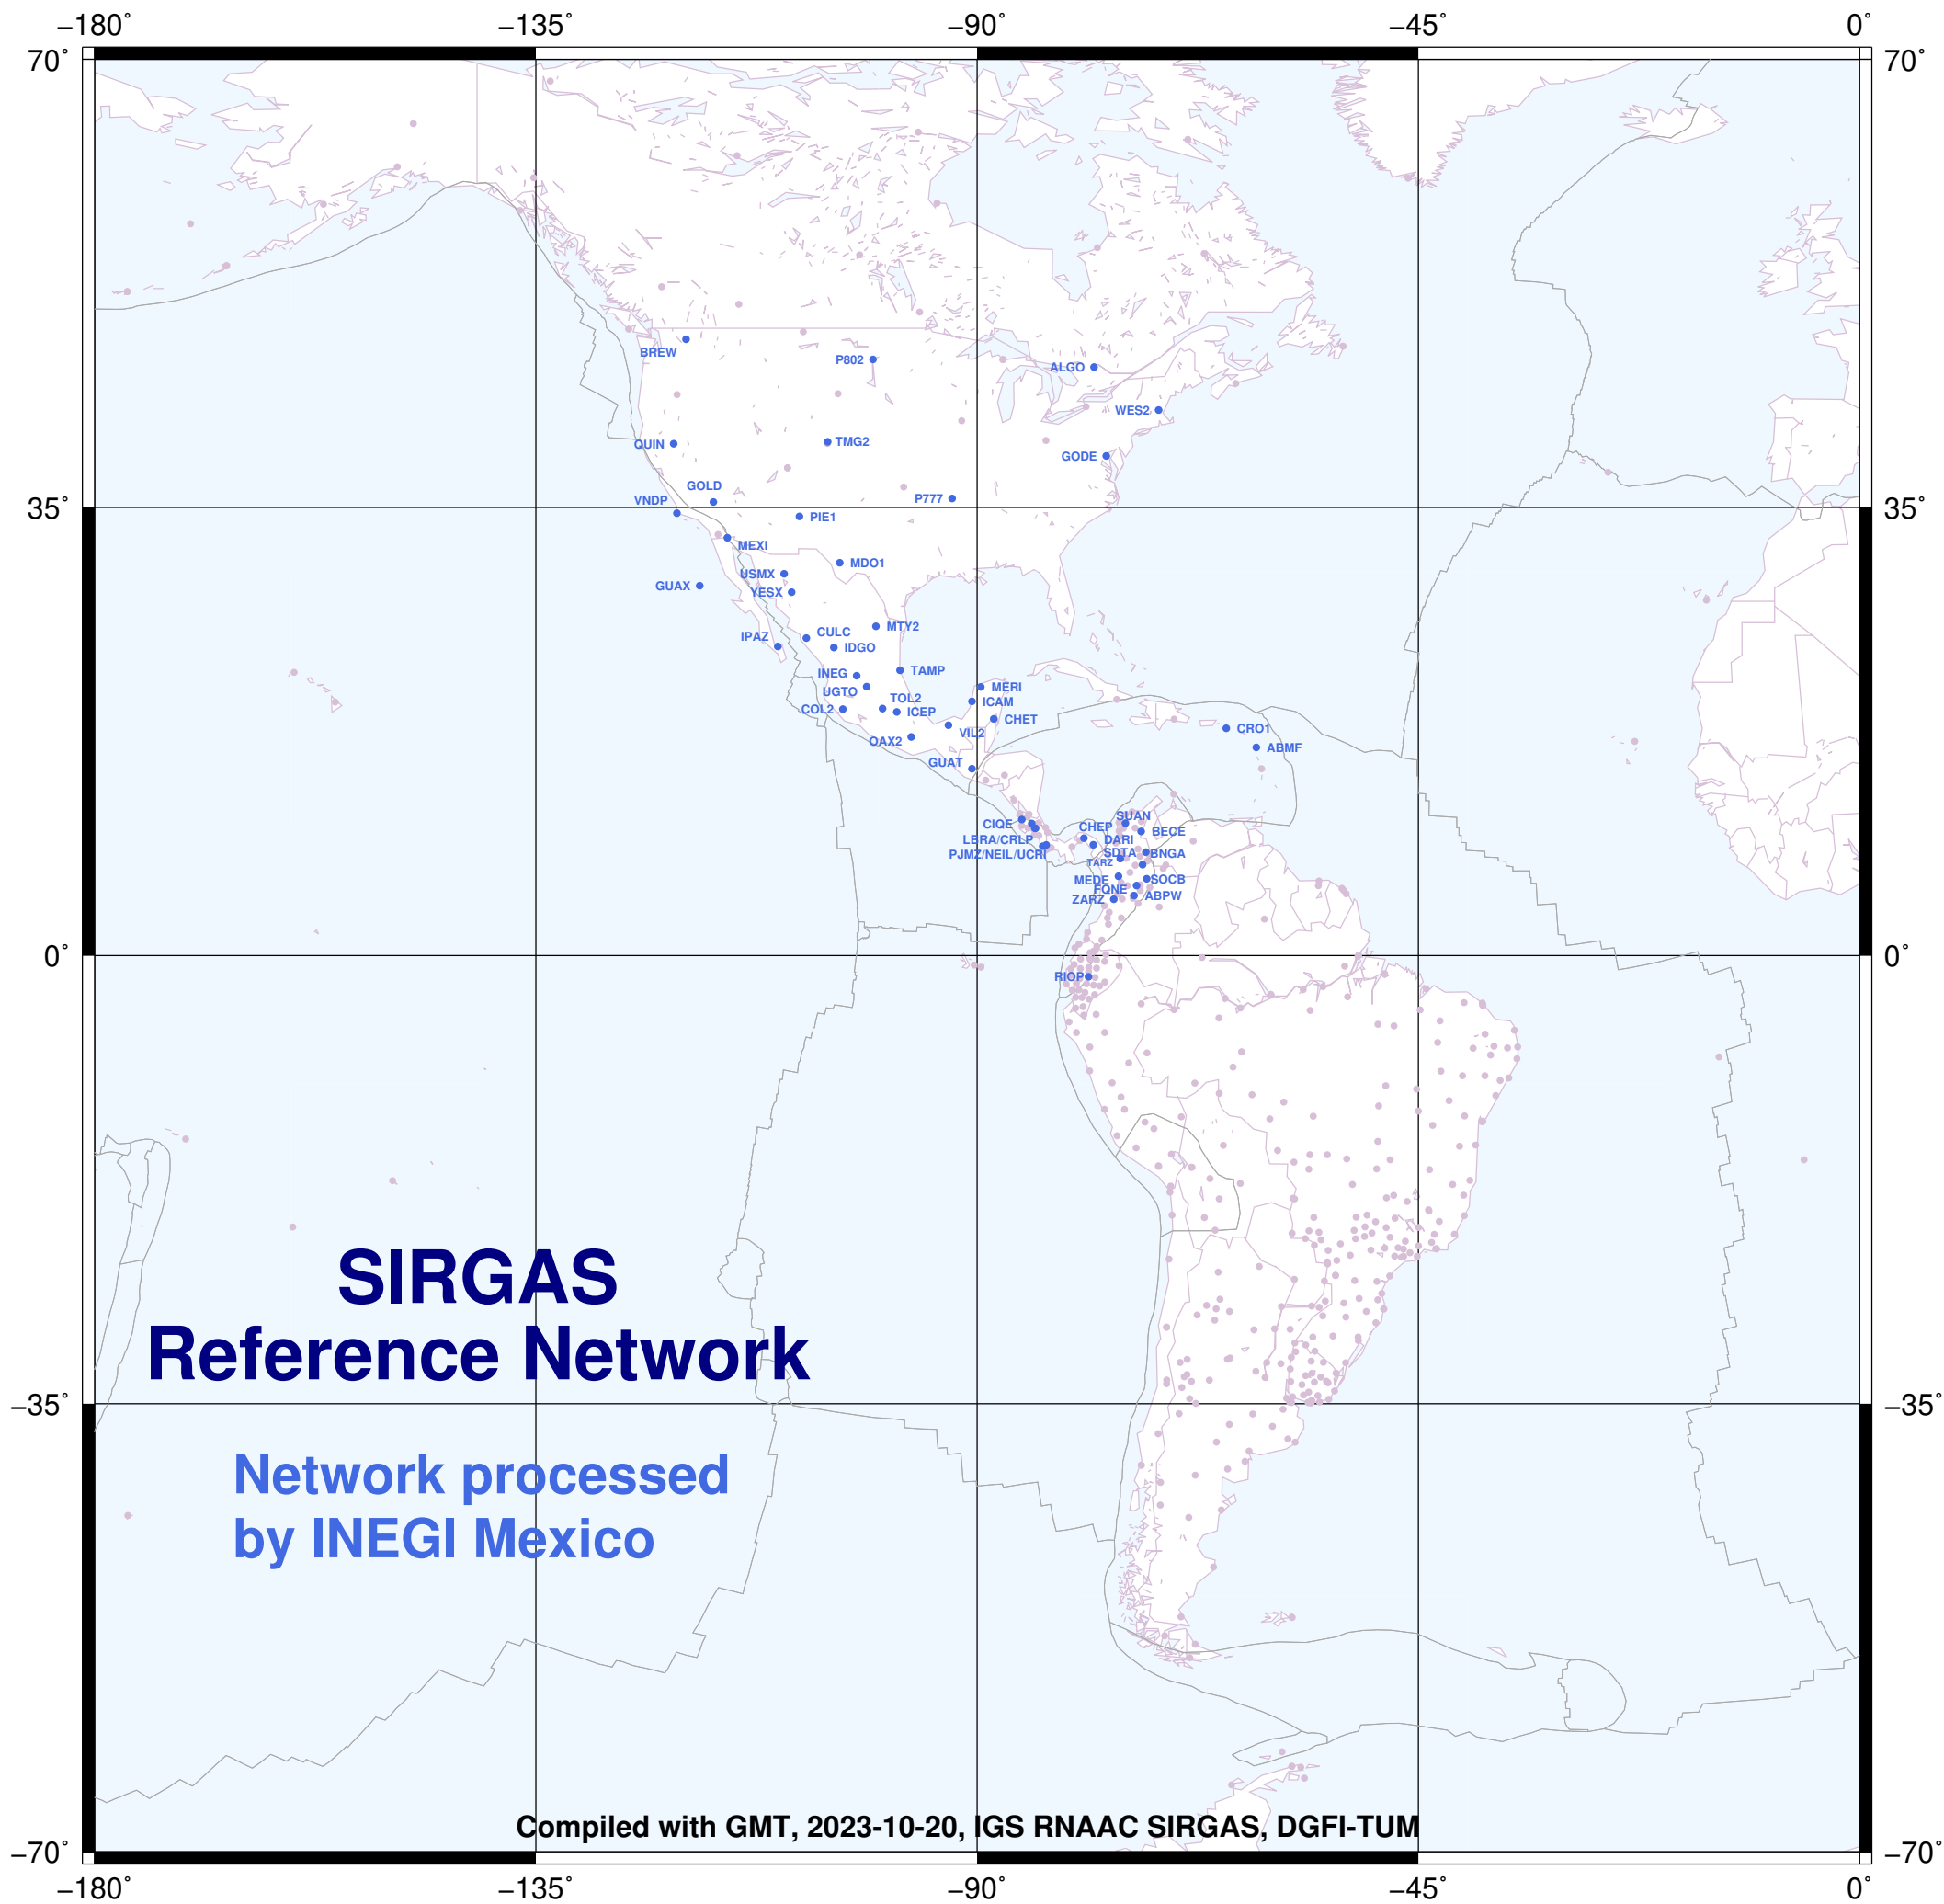 −180° −135° −90° −45° 0°
70° 70°
BREW
P802
ALGO
WES2
QUIN
TMG2
GODE
GOLD
VNDP
P777
35° 35°
PIE1
MEXI
MDO1
USMX
GUAX
YESX
MTY2
CULC
IPAZ
IDGO
TAMP
INEG
MERI
UGTO
TOL2
ICAM
COL2
ICEP
CHET
CRO1
VIL2
OAX2
ABMF
GUAT
SUAN
CIQE
CHEP
BECE
LBRA/CRLP
DARI
PJMZ/NEIL/UCRI
SDTA
BNGA
TARZ
MEDE
SOCB
FQNE
ABPW
ZARZ
0° 0°
RIOP
SIRGAS
Reference Network
−35° −35°
Network processed
by INEGI Mexico
Compiled with GMT, 2023-10-20, IGS RNAAC SIRGAS, DGFI-TUM
−70° −70°
−180° −135° −90° −45° 0°